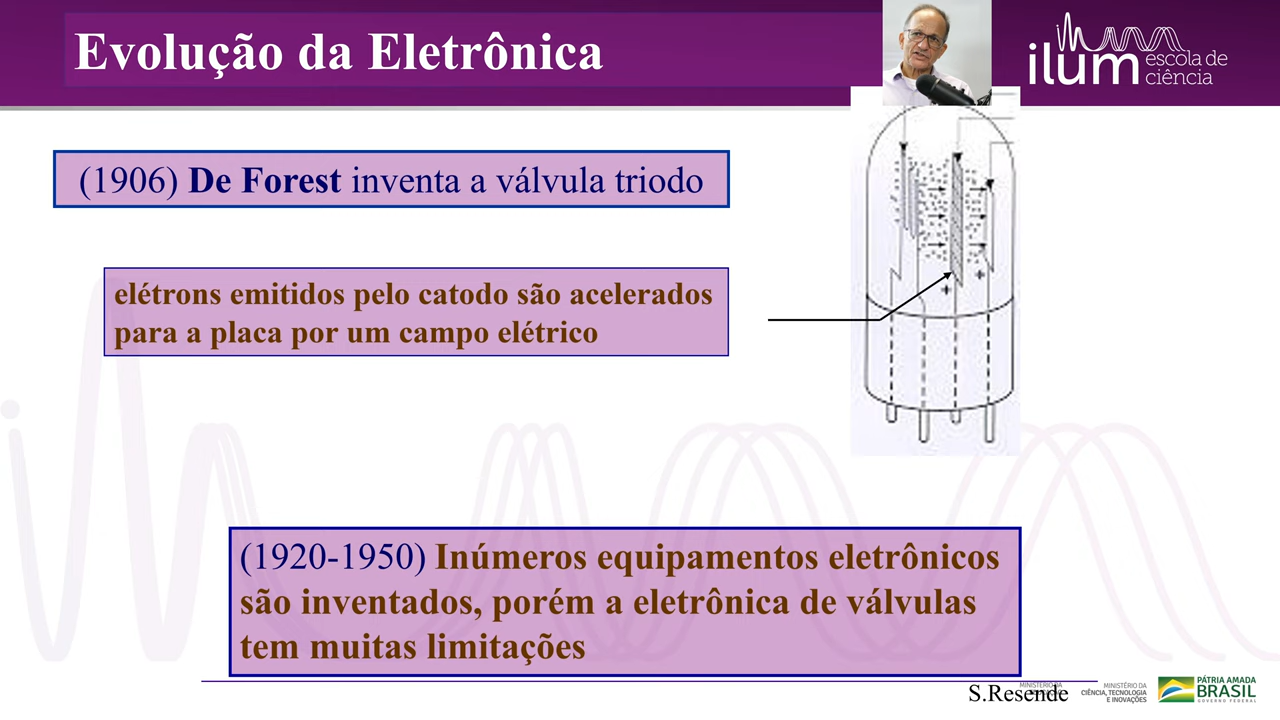 Evolução da Eletrônica
ilum escola de
ciência
(1906) De Forest inventa a válvula triodo
elétrons emitidos pelo catodo são acelerados
para a placa por um campo elétrico
+
+
(1920-1950) Inúmeros equipamentos eletrônicos
são inventados, porém a eletrônica de válvulas
tem muitas limitações
S.Resende
MINISTÉRIO DA
MINISTÉRIO DA
CIÊNCIA, TECNOLOGIA
E INOVAÇÕES
PÁTRIA AMADA
BRASIL
GOVERNO FEDERAL